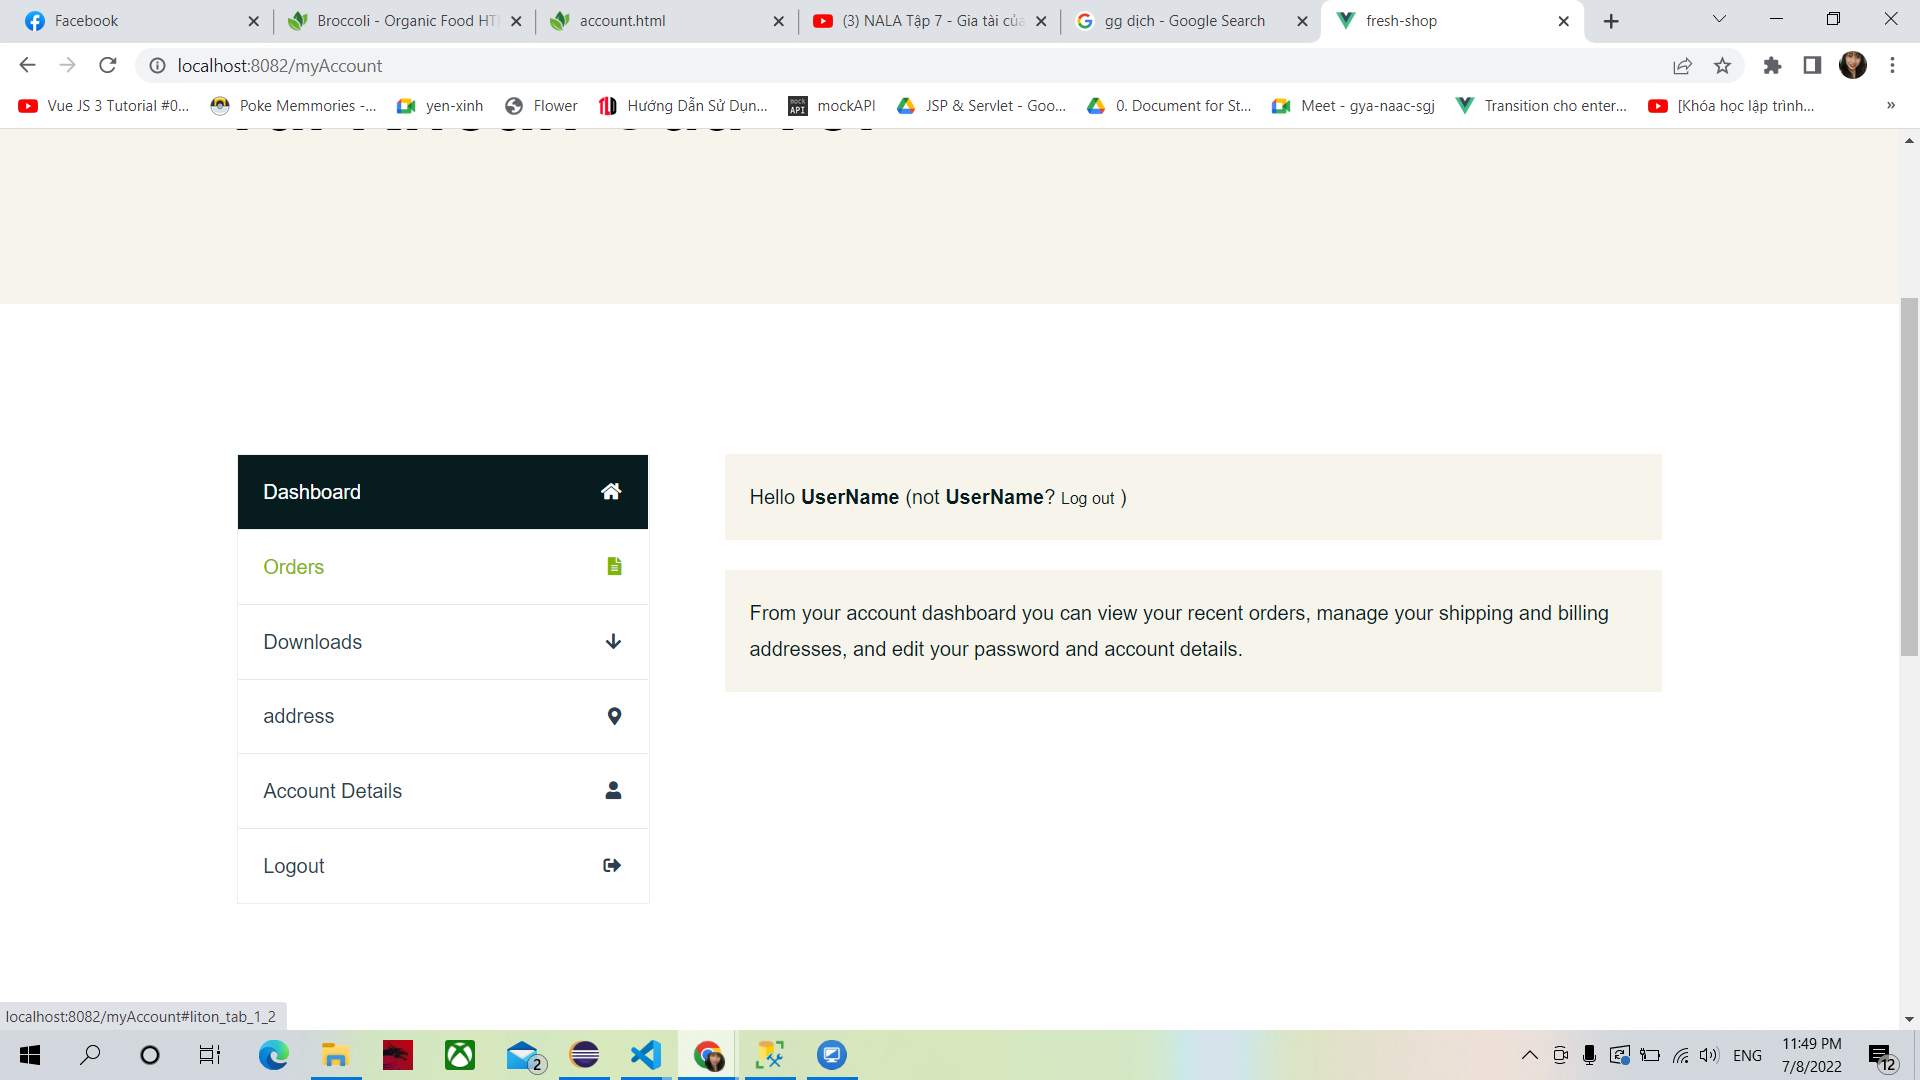 Facebook
Broccoli - Organic Food HT
account.html
(3) NALA Tập 7 - Gia tài củ
gg dịch - Google Search
fresh-shop
localhost:8082/myAccount
Vue JS 3 Tutorial #0...
Poke Memmories -...
yen-xinh
Flower
Hướng Dẫn Sử Dụn...
mock API
mockAPI
JSP & Servlet - Goo...
0. Document for St...
Meet - gya-naac-sgj
Transition cho enter...
[Khóa học lập trình...
»
Dashboard
Orders
Downloads
address
Account Details
Logout
Hello UserName (not UserName? Log out )
From your account dashboard you can view your recent orders, manage your shipping and billing
addresses, and edit your password and account details.
localhost:8082/myAccount#liton_tab_1_2
2
ENG
11:49 PM
7/8/2022
12